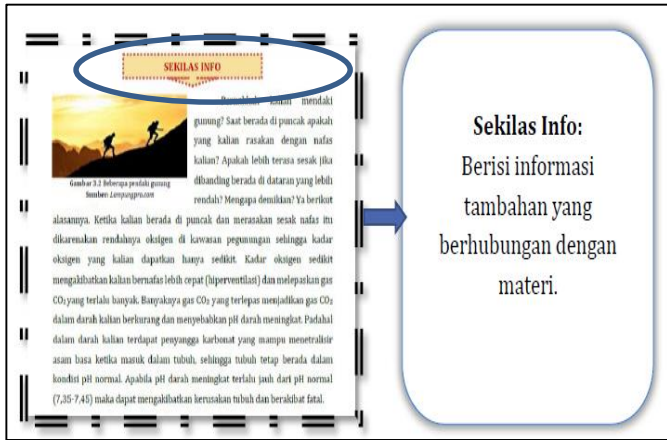 SEKILAS INFO
Pernahkah kalian mendaki
gunung? Saat berada di puncak apakah
yang kalian rasakan dengan nafas
kalian? Apakah lebih terasa sesak jika
dibanding berada di dataran yang lebih
rendah? Mengapa demikian? Ya berikut
Gambar 3.2 Beberapa pendaki gunung
Sumber: Lampungpro.com
alasannya. Ketika kalian berada di puncak dan merasakan sesak nafas itu
dikarenakan rendahnya oksigen di kawasan pegunungan sehingga kadar
oksigen yang kalian dapatkan hanya sedikit. Kadar oksigen sedikit
mengakibatkan kalian bernafas lebih cepat (hiperventilasi) dan melepaskan gas
CO₂ yang terlalu banyak. Banyaknya gas CO₂ yang terlepas menjadikan gas CO₂
dalam darah kalian berkurang dan menyebabkan pH darah meningkat. Padahal
dalam darah kalian terdapat penyangga karbonat yang mampu menetralisir
asam basa ketika masuk dalam tubuh, sehingga tubuh tetap berada dalam
kondisi pH normal. Apabila pH darah meningkat terlalu jauh dari pH normal
(7,35-7,45) maka dapat mengakibatkan kerusakan tubuh dan berakibat fatal.
Sekilas Info:
Berisi informasi
tambahan yang
berhubungan dengan
materi.